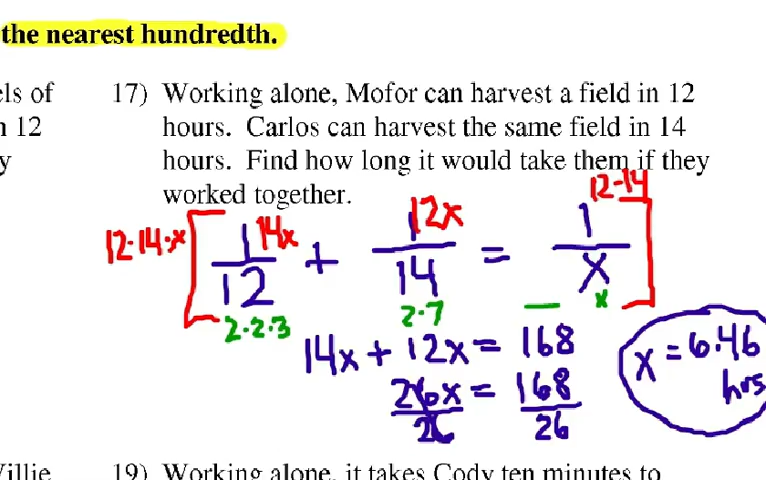 the nearest hundredth.
els of
17) Working alone, Mofor can harvest a field in 12
n 12
hours. Carlos can harvest the same field in 14
y
hours. Find how long it would take them if they
worked together.
12·14·x [ 1/12 14x + 1/14 12x = 1/x 12·14 ]
2·2·3 2·7 x
14x + 12x = 168
26x/26 = 168/26
x = 6.46 hrs
Willie
19) Working alone, it takes Cody ten minutes to